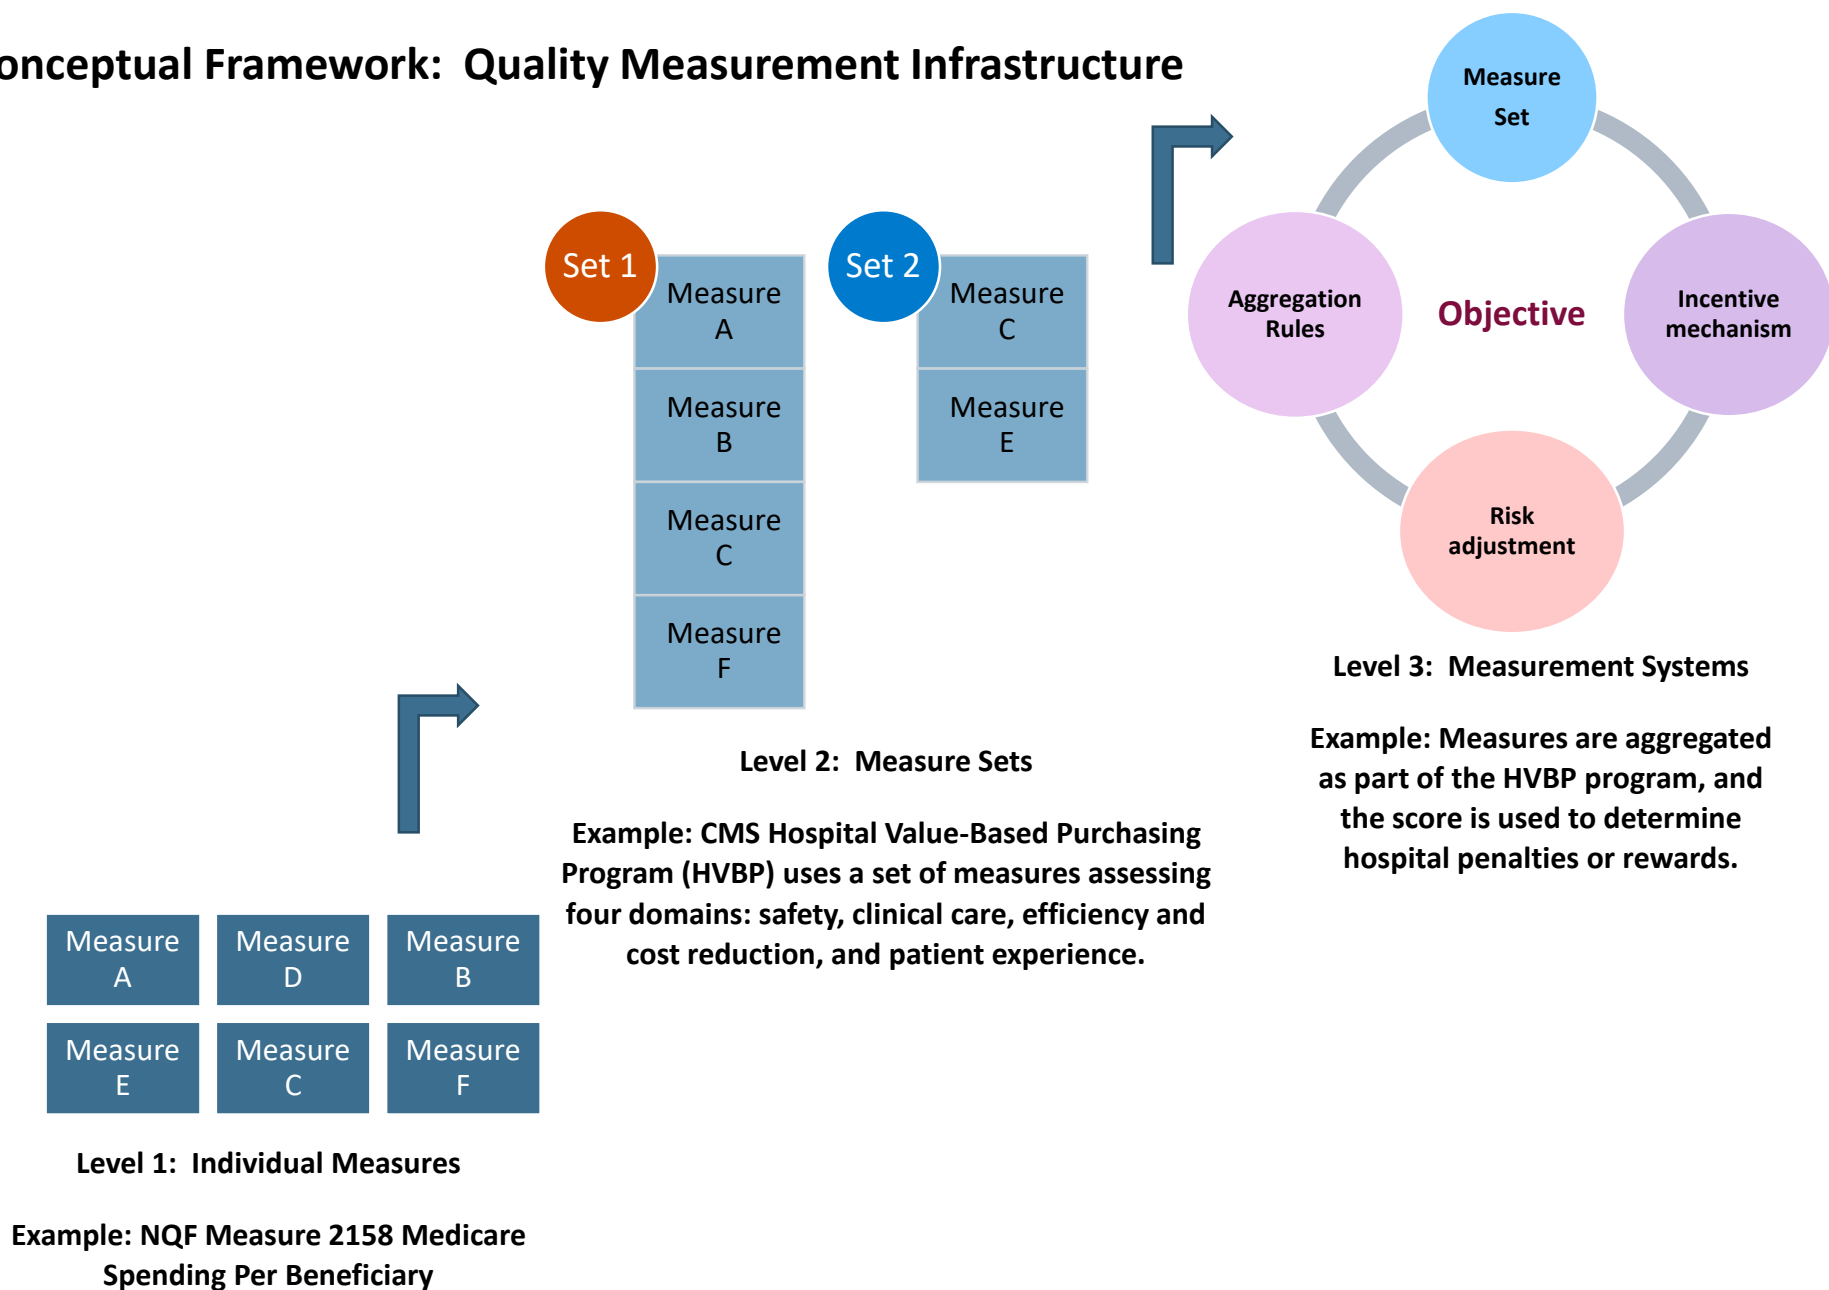 onceptual Framework: Quality Measurement Infrastructure
Measure
Set
Aggregation
Rules
Objective
Incentive
mechanism
Risk
adjustment
Level 3: Measurement Systems
Example: Measures are aggregated
as part of the HVBP program, and
the score is used to determine
hospital penalties or rewards.
Set 1
Measure
A
Measure
B
Measure
C
Measure
F
Set 2
Measure
C
Measure
E
Level 2: Measure Sets
Example: CMS Hospital Value-Based Purchasing
Program (HVBP) uses a set of measures assessing
four domains: safety, clinical care, efficiency and
cost reduction, and patient experience.
Measure
A
Measure
D
Measure
B
Measure
E
Measure
C
Measure
F
Level 1: Individual Measures
Example: NQF Measure 2158 Medicare
Spending Per Beneficiary